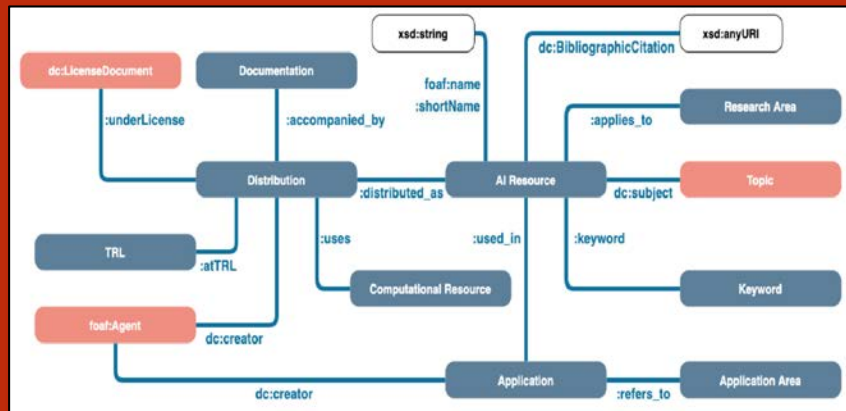 xsd:string
xsd:anyURI
dc:BibliographicCitation
dc:LicenseDocument
Documentation
foaf:name
:shortName
:underLicense
:accompanied_by
:applies_to
Research Area
Distribution
:distributed_as
AI Resource
dc:subject
Topic
:uses
:used_in
:keyword
TRL
:atTRL
Computational Resource
Keyword
foaf:Agent
dc:creator
dc:creator
Application
:refers_to
Application Area